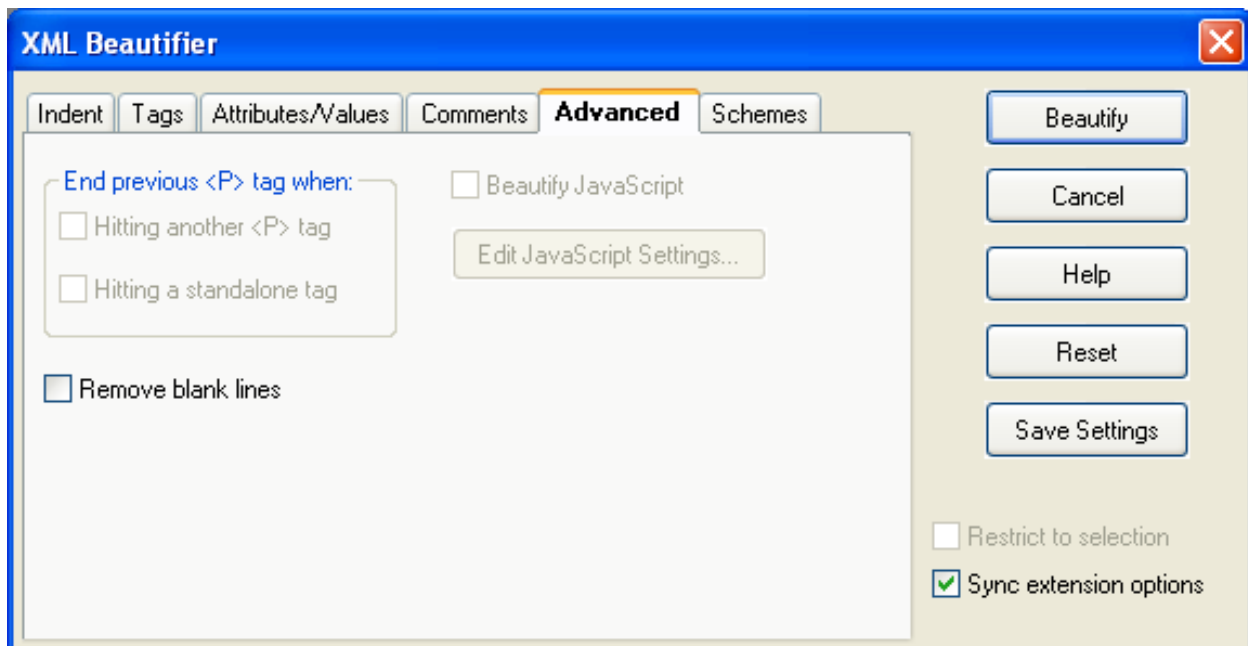 XML Beautifier
Indent Tags Attributes/Values Comments Advanced Schemes
End previous <P> tag when:
Hitting another <P> tag
Hitting a standalone tag
Beautify JavaScript
Edit JavaScript Settings...
Remove blank lines
Beautify
Cancel
Help
Reset
Save Settings
Restrict to selection
Sync extension options